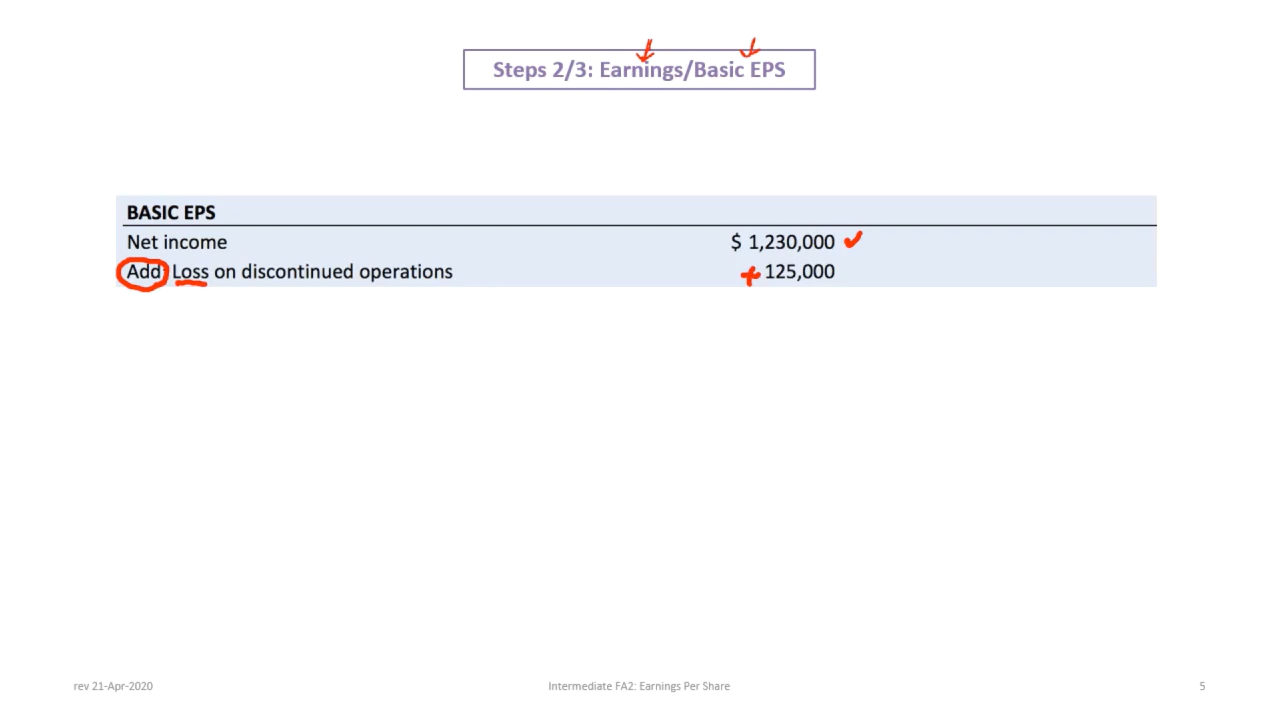 Steps 2/3: Earnings/Basic EPS
BASIC EPS
Net income $ 1,230,000
Add: Loss on discontinued operations + 125,000
rev 21-Apr-2020 Intermediate FA2: Earnings Per Share 5